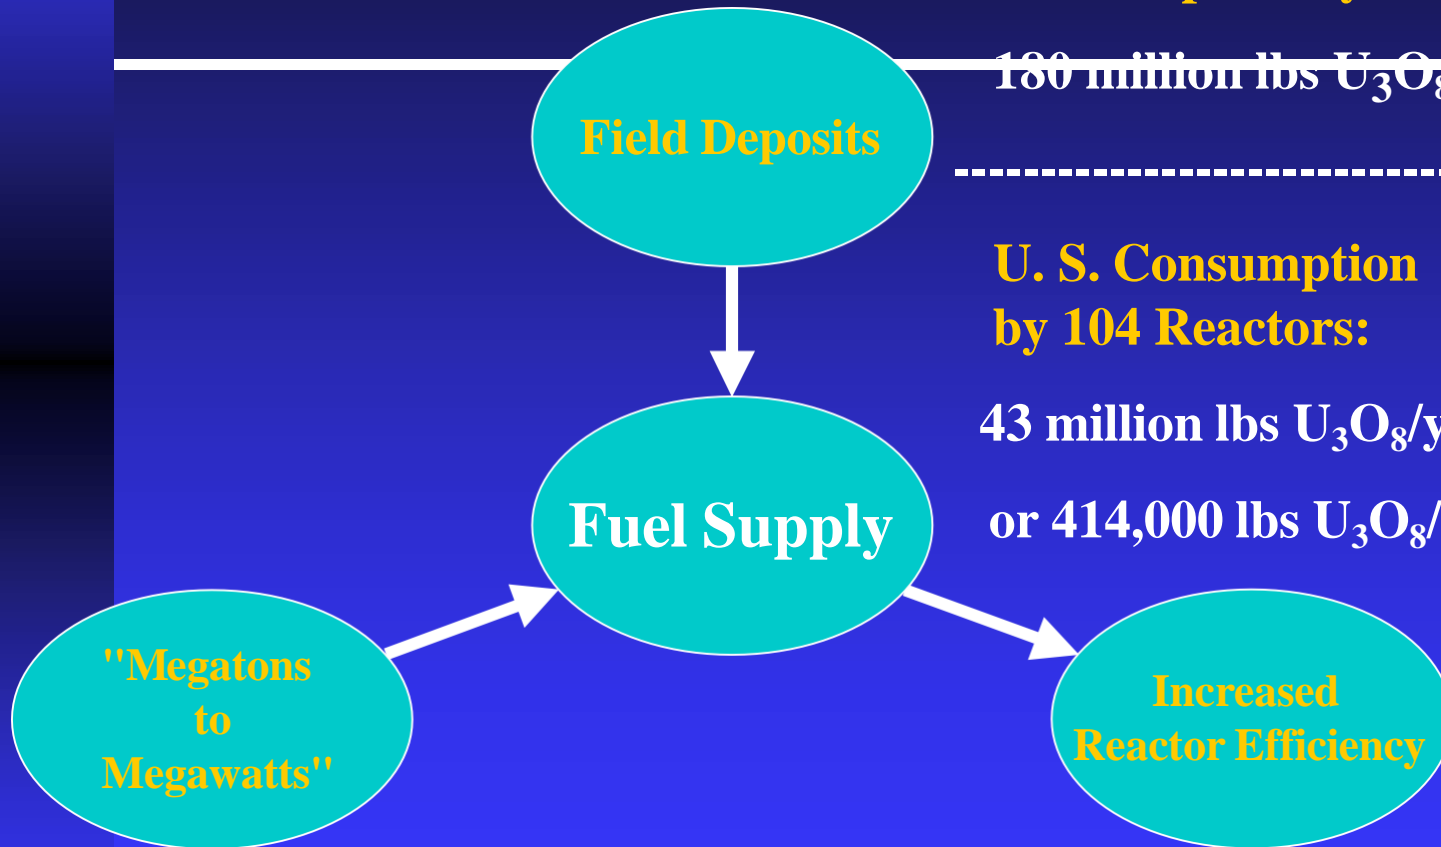 180 million lbs U₃O₈
Field Deposits
U. S. Consumption
by 104 Reactors:
43 million lbs U₃O₈/y
Fuel Supply
or 414,000 lbs U₃O₈/
"Megatons
to
Megawatts"
Increased
Reactor Efficiency